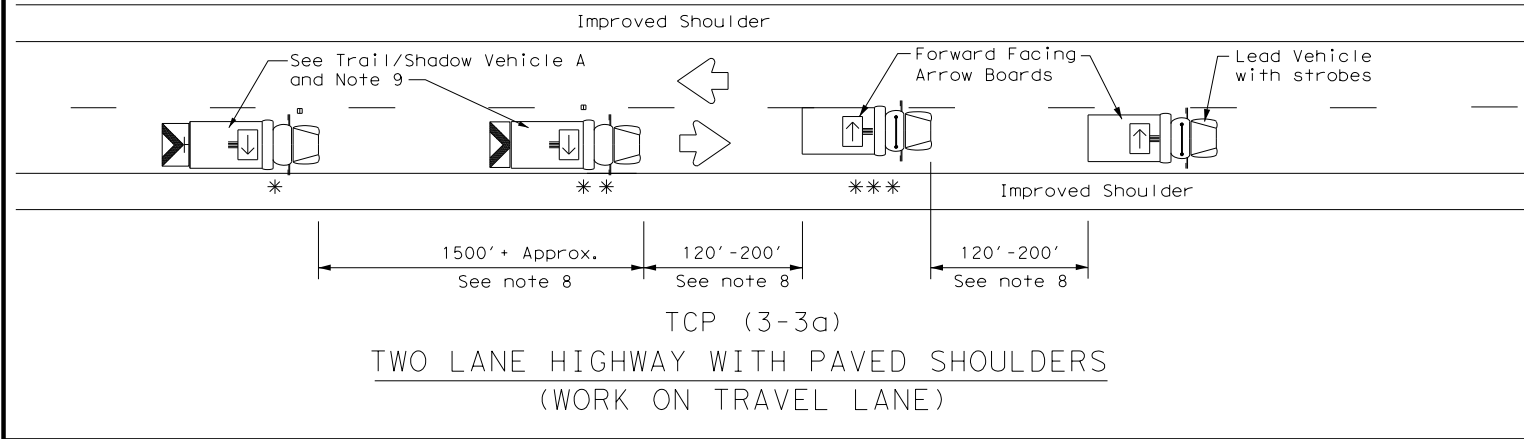 Improved Shoulder
See Trail/Shadow Vehicle A
and Note 9
Forward Facing
Arrow Boards
Lead Vehicle
with strobes
*
* *
***
Improved Shoulder
1500'+ Approx.
See note 8
120'-200'
See note 8
120'-200'
See note 8
TCP (3-3a)
TWO LANE HIGHWAY WITH PAVED SHOULDERS
(WORK ON TRAVEL LANE)